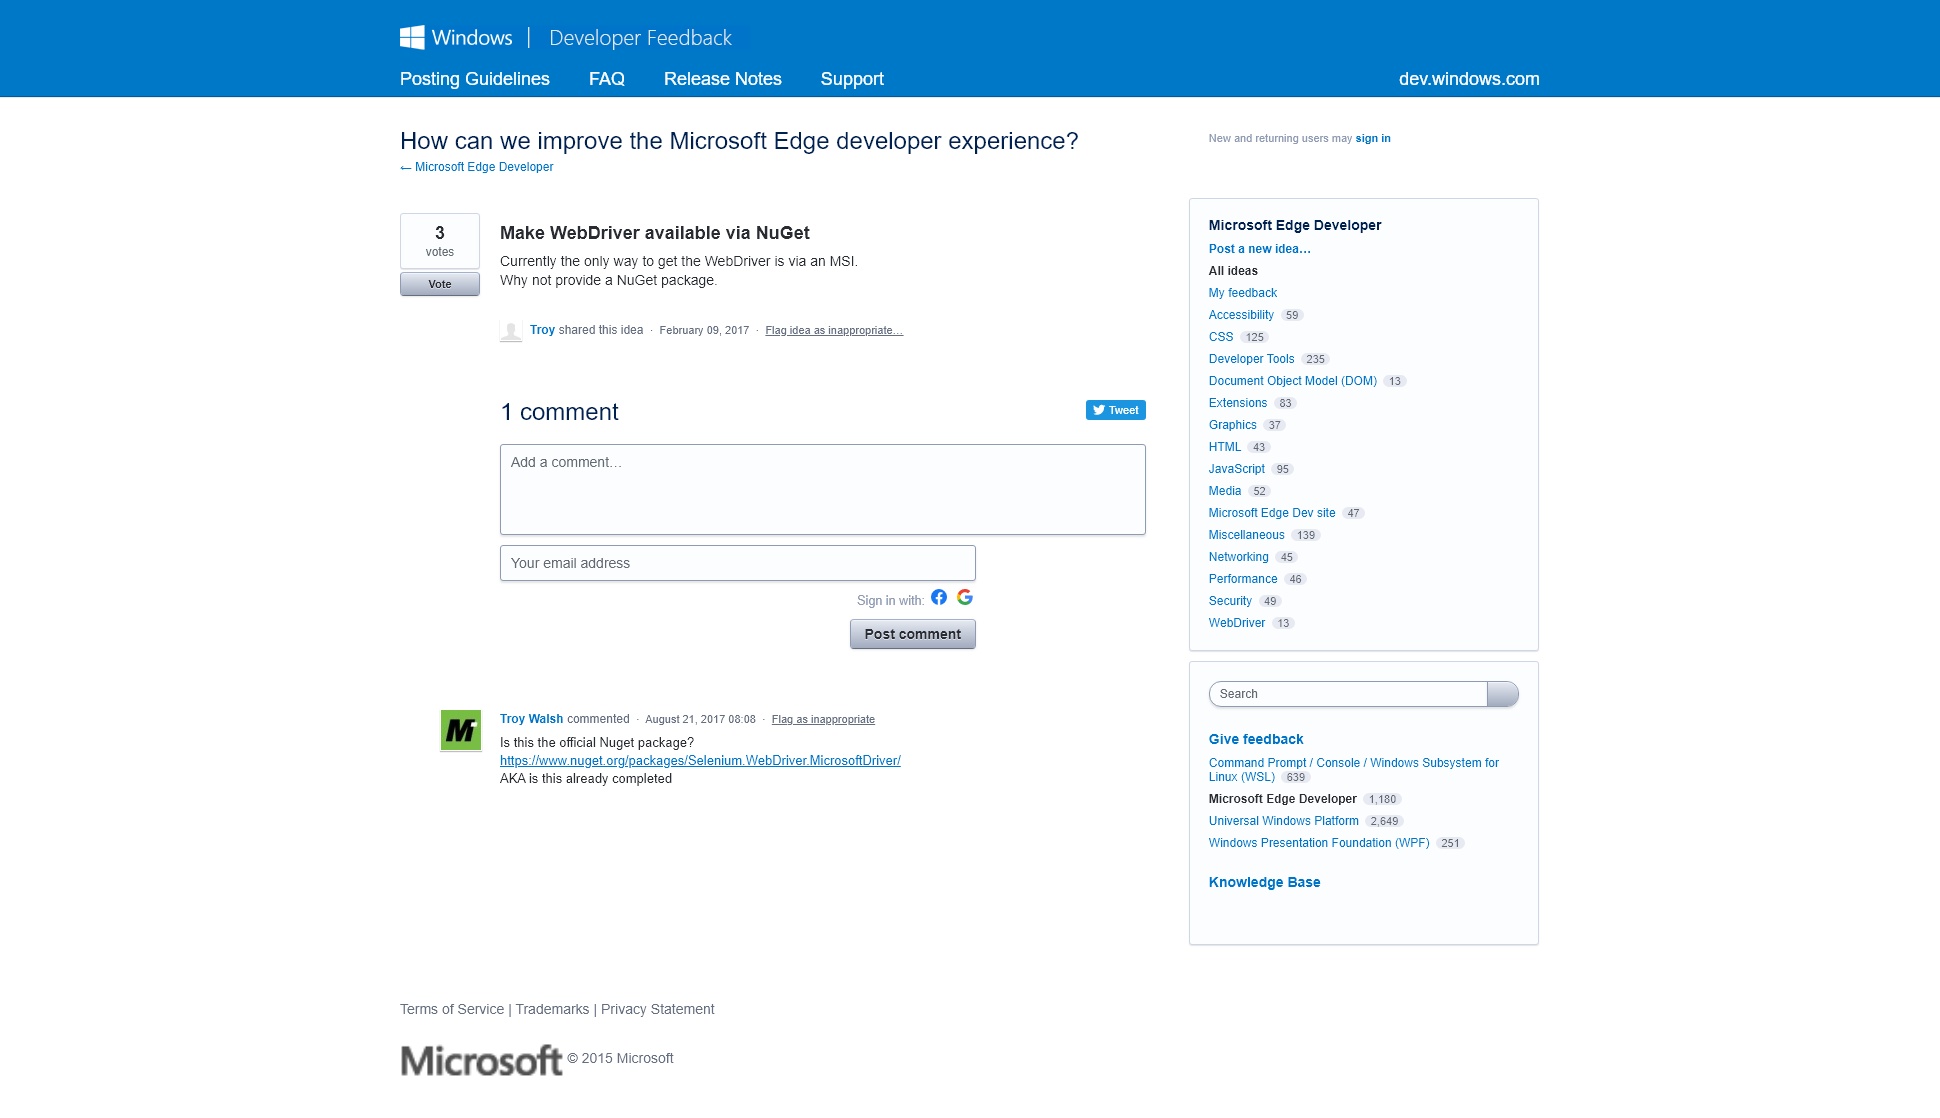 Windows | Developer Feedback
Posting Guidelines FAQ Release Notes Support dev.windows.com
How can we improve the Microsoft Edge developer experience?
← Microsoft Edge Developer
New and returning users may sign in
3
votes
Vote
Make WebDriver available via NuGet
Currently the only way to get the WebDriver is via an MSI.
Why not provide a NuGet package.
Troy shared this idea · February 09, 2017 · Flag idea as inappropriate…
1 comment
Tweet
Add a comment…
Your email address
Sign in with:
Post comment
Troy Walsh commented · August 21, 2017 08:08 · Flag as inappropriate
Is this the official Nuget package?
https://www.nuget.org/packages/Selenium.WebDriver.MicrosoftDriver/
AKA is this already completed
Microsoft Edge Developer
Post a new idea…
All ideas
My feedback
Accessibility 59
CSS 125
Developer Tools 235
Document Object Model (DOM) 13
Extensions 83
Graphics 37
HTML 43
JavaScript 95
Media 52
Microsoft Edge Dev site 47
Miscellaneous 139
Networking 45
Performance 46
Security 49
WebDriver 13
Search
Give feedback
Command Prompt / Console / Windows Subsystem for
Linux (WSL) 639
Microsoft Edge Developer 1,180
Universal Windows Platform 2,649
Windows Presentation Foundation (WPF) 251
Knowledge Base
Terms of Service | Trademarks | Privacy Statement
Microsoft © 2015 Microsoft